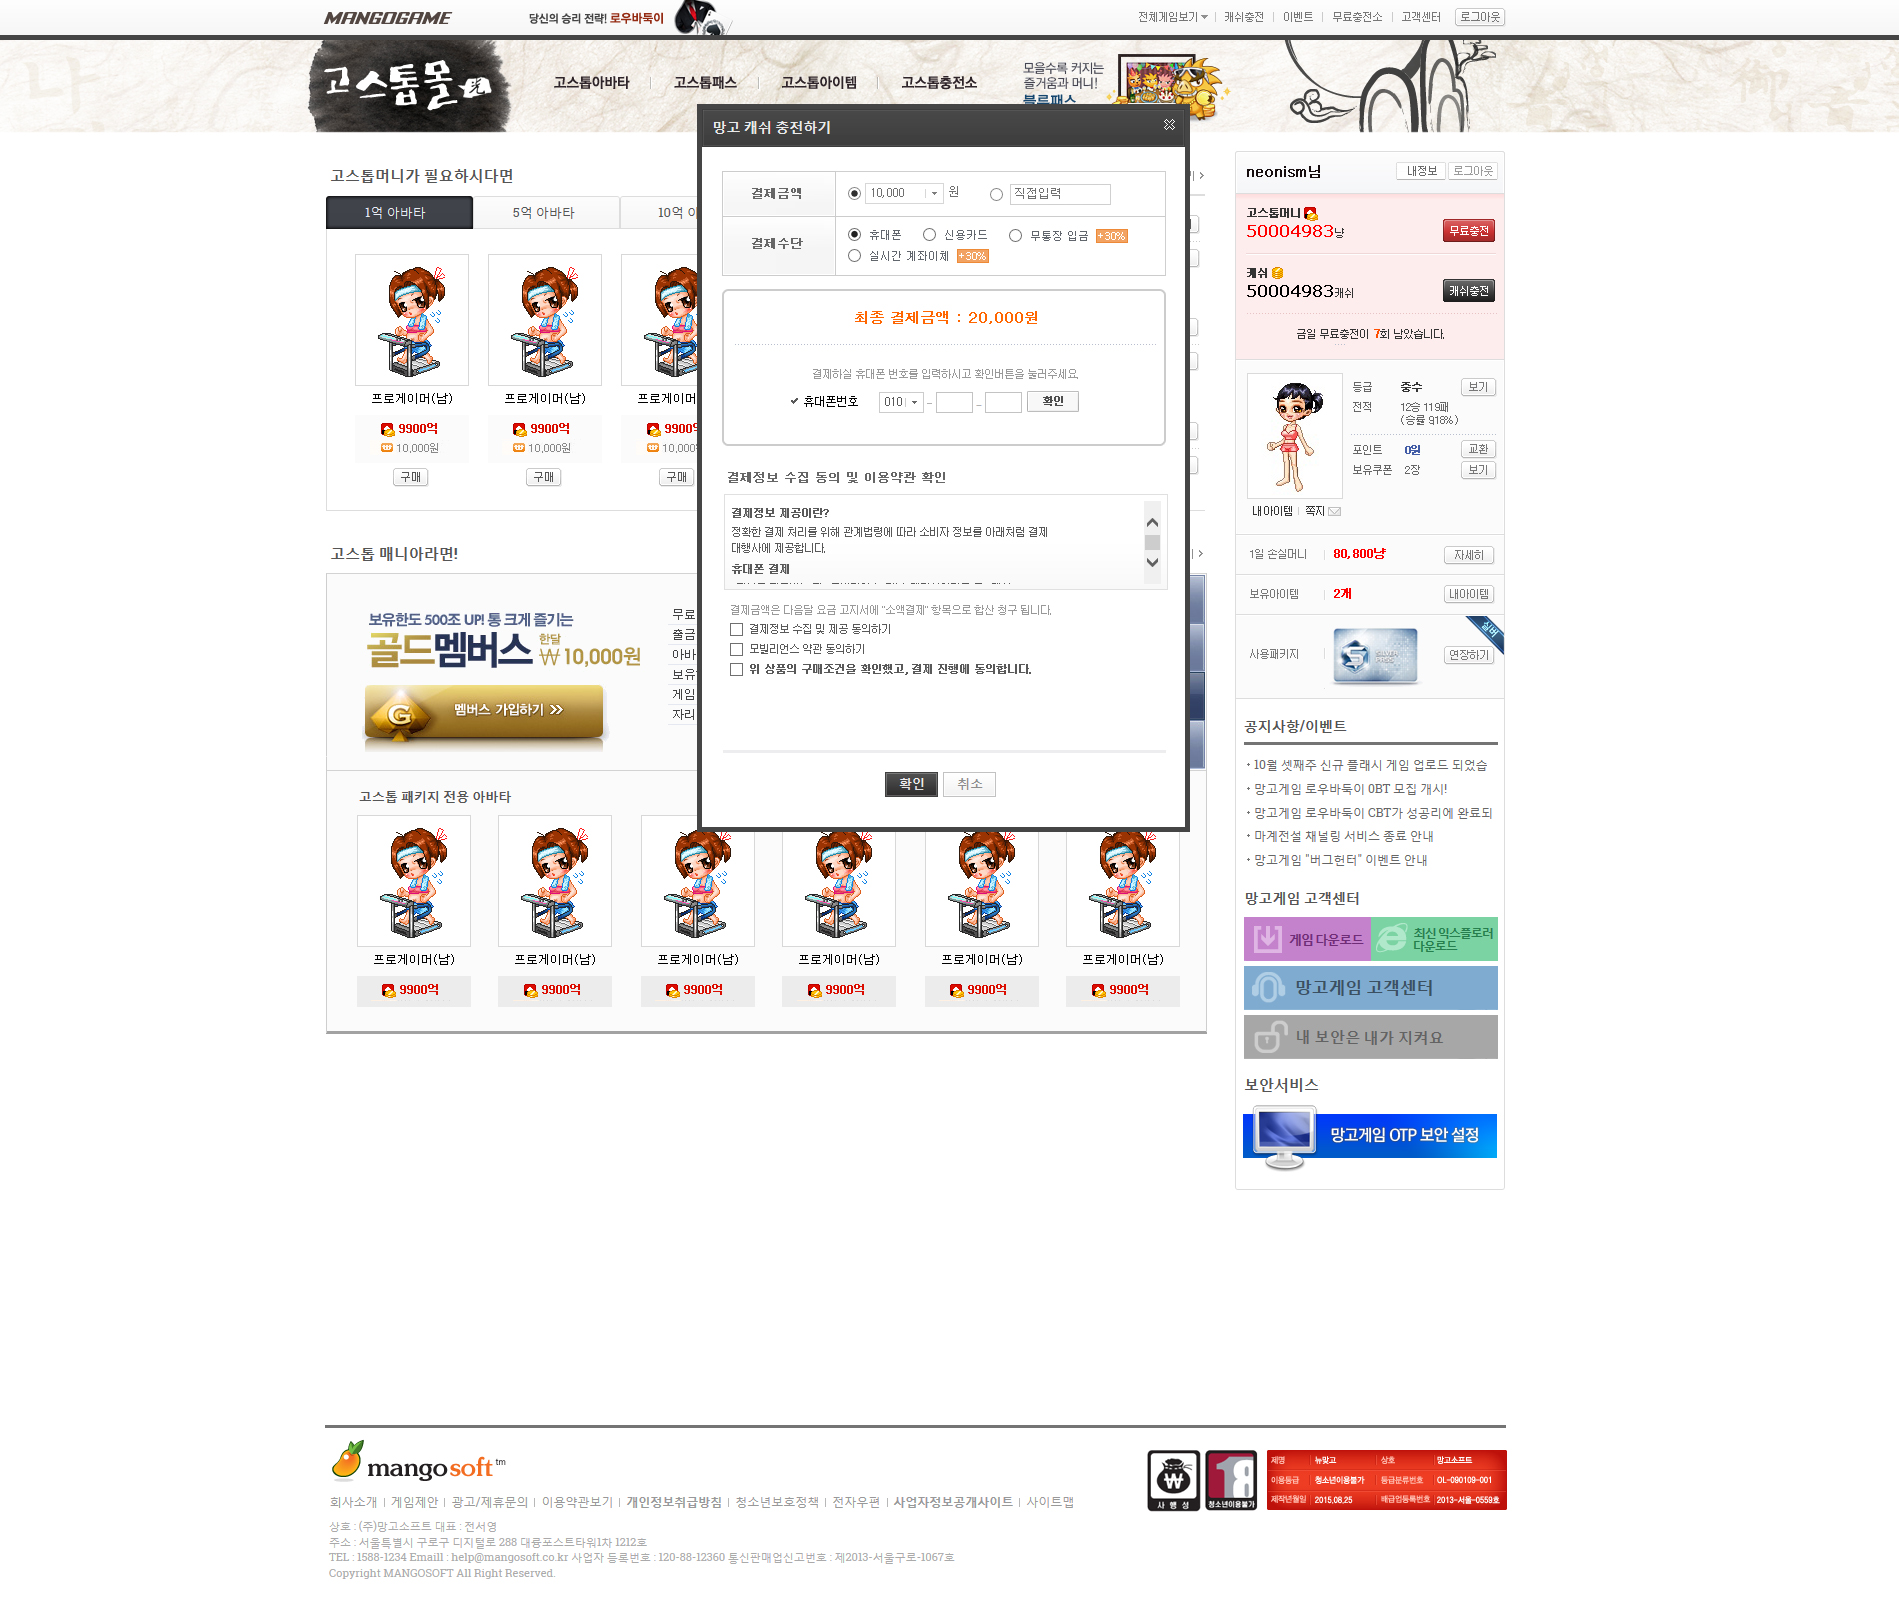 MANGOGAME
당신의 승리 전략! 로우바둑이
전체게임보기
캐쉬충전
이벤트
무료충전소
고객센터
로그아웃
고스톱몰
고스톱아바타
고스톱패스
고스톱아이템
고스톱충전소
모을수록 커지는
즐거움과 머니!
블루패스
고스톱머니가 필요하시다면
1억 아바타
5억 아바타
10억 아
프로게이머(남)
프로게이머(남)
프로게이머
9900억
9900억
9900억
10,000원
10,000원
10,000
구매
구매
구매
고스톱 매니아라면!
보유한도 500조 UP! 통 크게 즐기는
골드멤버스 한달 ₩10,000원
멤버스 가입하기
무료
출금
아바
보유
게임
자리
고스톱 패키지 전용 아바타
프로게이머(남)
프로게이머(남)
프로게이머(남)
프로게이머(남)
프로게이머(남)
프로게이머(남)
9900억
9900억
9900억
9900억
9900억
9900억
망고 캐쉬 충전하기
결제금액
10,000 원
직접입력
결제수단
휴대폰
신용카드
무통장 입금 +30%
실시간 계좌이체 +30%
최종 결제금액 : 20,000원
결제하실 휴대폰 번호를 입력하시고 확인버튼을 눌러주세요.
휴대폰번호
010 - -
확인
결제정보 수집 동의 및 이용약관 확인
결제정보 제공이란?
정확한 결제 처리를 위해 관계법령에 따라 소비자 정보를 아래처럼 결제
대행사에 제공합니다.
휴대폰 결제
결제금액은 다음달 요금 고지서에 "소액결제" 항목으로 합산 청구 됩니다.
결제정보 수집 및 제공 동의하기
모빌리언스 약관 동의하기
위 상품의 구매조건을 확인했고, 결제 진행에 동의합니다.
확인
취소
neonism님
내정보
로그아웃
고스톱머니
50004983냥
무료충전
캐쉬
50004983캐쉬
캐쉬충전
금일 무료충전이 7회 남았습니다.
등급 중수
보기
전적 12승 119패
(승률 9.18%)
포인트 0원
교환
보유쿠폰 2장
보기
내아이템
쪽지
1일 손실머니 80,800냥
자세히
보유아이템 2개
내아이템
사용패키지
실버
연장하기
공지사항/이벤트
10월 셋째주 신규 플래시 게임 업로드 되었습
망고게임 로우바둑이 OBT 모집 개시!
망고게임 로우바둑이 CBT가 성공리에 완료되
마계전설 채널링 서비스 종료 안내
망고게임 "버그헌터" 이벤트 안내
망고게임 고객센터
게임 다운로드
최신 익스플로러
다운로드
망고게임 고객센터
내 보안은 내가 지켜요
보안서비스
망고게임 OTP 보안 설정
mangosoft tm
회사소개
게임제안
광고/제휴문의
이용약관보기
개인정보취급방침
청소년보호정책
전자우편
사업자정보공개사이트
사이트맵
상호 : (주)망고소프트 대표 : 전서영
주소 : 서울특별시 구로구 디지털로 288 대륭포스트타워1차 1212호
TEL : 1588-1234 Emaill : help@mangosoft.co.kr 사업자 등록번호 : 120-88-12360 통신판매업신고번호 : 제2013-서울구로-1067호
Copyright MANGOSOFT All Right Reserved.
사행성
18
청소년이용불가
제명 뉴맞고 상호 망고소프트
이용등급 청소년이용불가 등급분류번호 OL-090109-001
제작년월일 2015.08.25 배급업등록번호 2013-서울-0559호